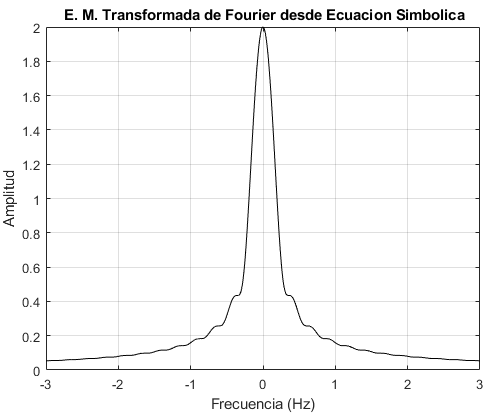 E. M. Transformada de Fourier desde Ecuacion Simbolica
2
1.8
1.6
1.4
1.2
1
0.8
0.6
0.4
0.2
0
Amplitud
-3 -2 -1 0 1 2 3
Frecuencia (Hz)